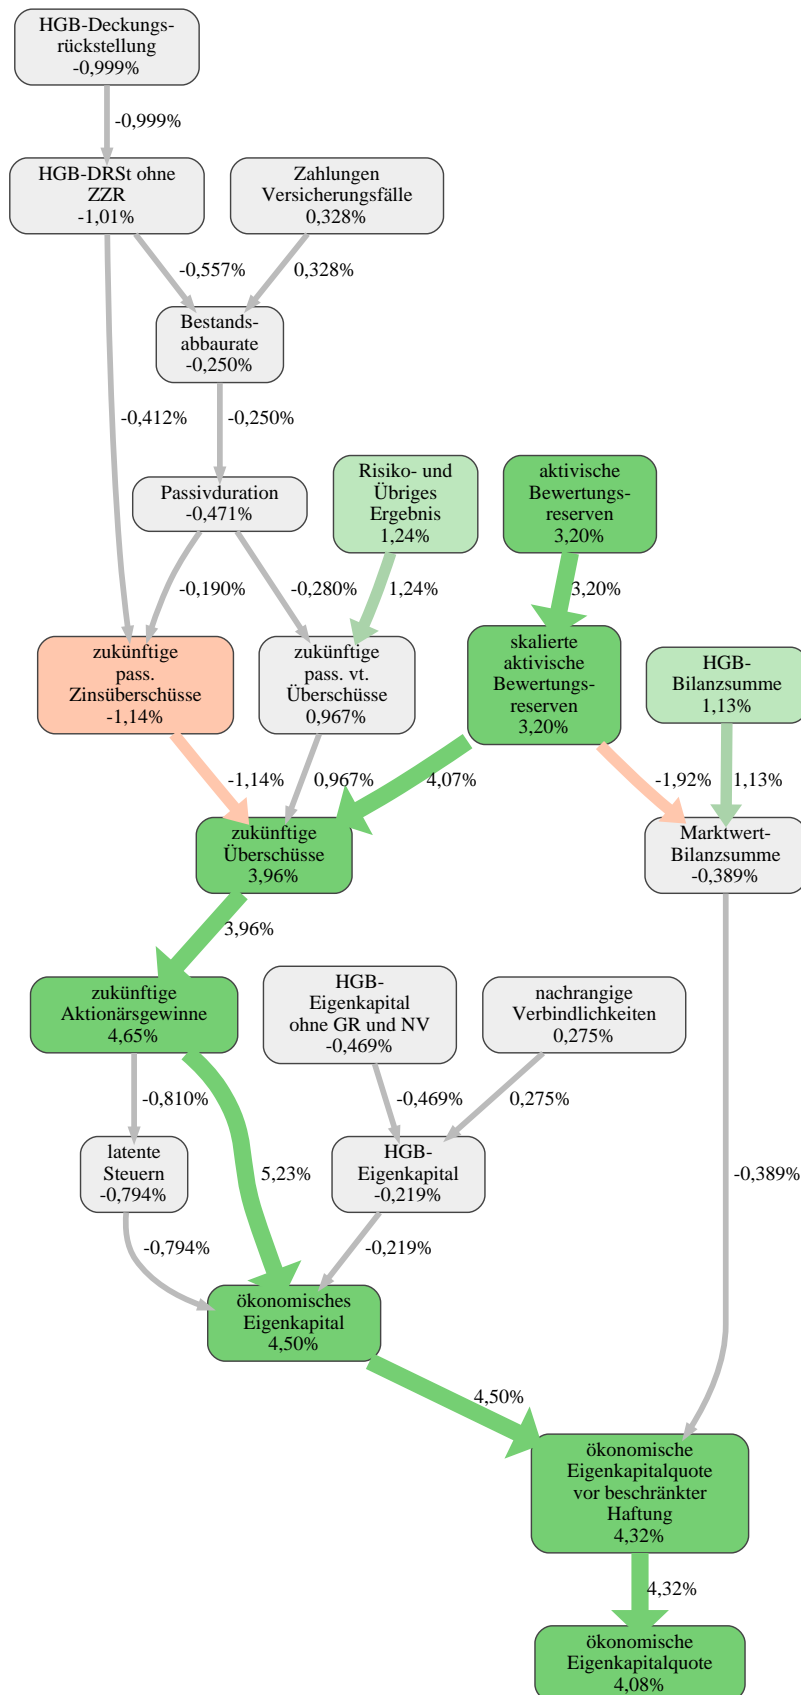 HGB-Deckungs-
rückstellung
-0,999%
-0,999%
HGB-DRSt ohne
ZZR
-1,01%
Zahlungen
Versicherungsfälle
0,328%
-0,557%
0,328%
Bestands-
abbaurate
-0,250%
-0,412%
-0,250%
Passivduration
-0,471%
Risiko- und
Übriges
Ergebnis
1,24%
aktivische
Bewertungs-
reserven
3,20%
-0,190%
-0,280%
1,24%
3,20%
zukünftige
pass.
Zinsüberschüsse
-1,14%
zukünftige
pass. vt.
Überschüsse
0,967%
skalierte
aktivische
Bewertungs-
reserven
3,20%
HGB-
Bilanzsumme
1,13%
-1,14%
0,967%
4,07%
-1,92%
1,13%
zukünftige
Überschüsse
3,96%
Marktwert-
Bilanzsumme
-0,389%
3,96%
zukünftige
Aktionärsgewinne
4,65%
HGB-
Eigenkapital
ohne GR und NV
-0,469%
nachrangige
Verbindlichkeiten
0,275%
-0,810%
-0,469%
0,275%
latente
Steuern
-0,794%
5,23%
HGB-
Eigenkapital
-0,219%
-0,389%
-0,794%
-0,219%
ökonomisches
Eigenkapital
4,50%
4,50%
ökonomische
Eigenkapitalquote
vor beschränkter
Haftung
4,32%
4,32%
ökonomische
Eigenkapitalquote
4,08%